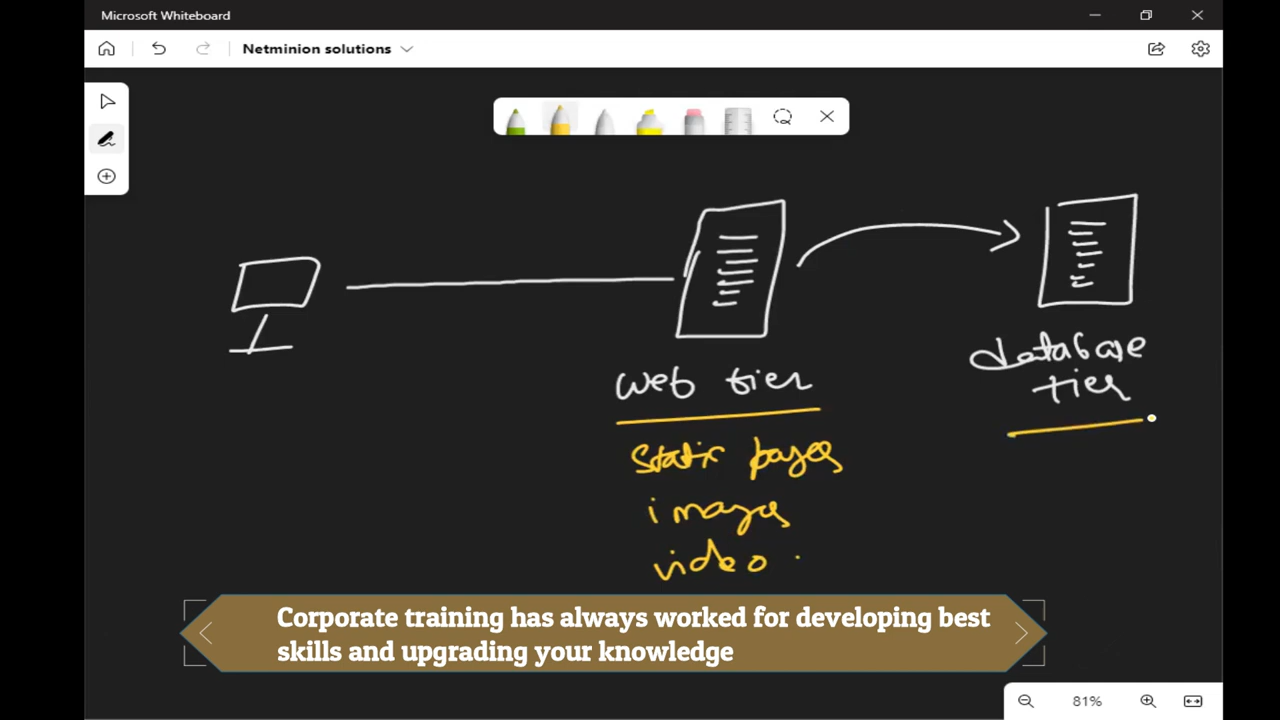 Microsoft Whiteboard
Netminion solutions
web tier
database
tier
static pages
images
video
Corporate training has always worked for developing best
skills and upgrading your knowledge
81%